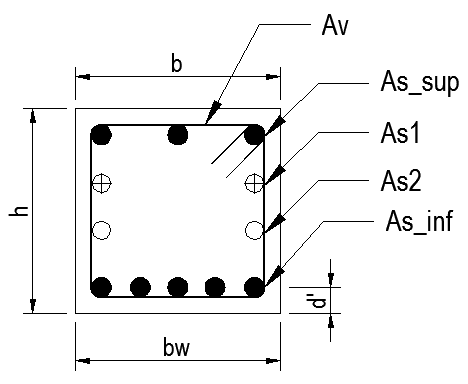 Av
b
As_sup
As1
As2
As_inf
h
d'
bw